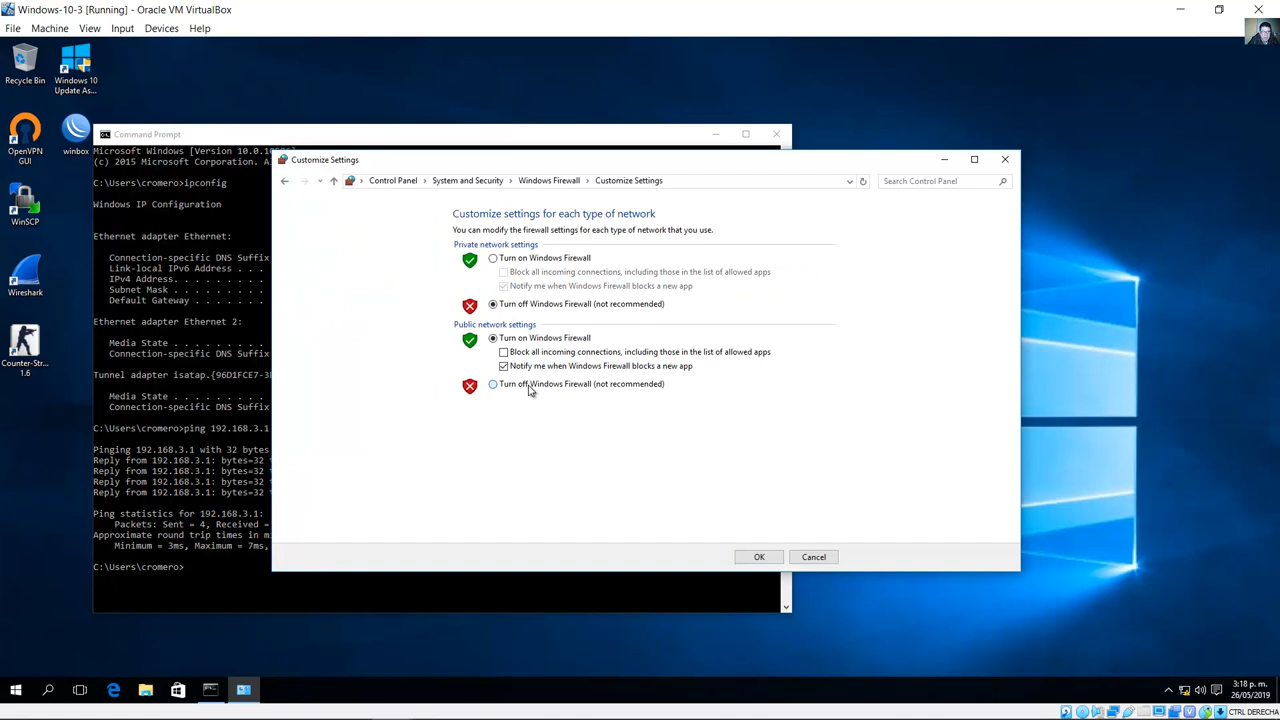 Windows-10-3 [Running] - Oracle VM VirtualBox
File Machine View Input Devices Help
Recycle Bin
Windows 10
Update As...
OpenVPN
GUI
winbox
WinSCP
Wireshark
Counter-Str...
1.6
Command Prompt
Microsoft Windows [Version 10.0.
(c) 2015 Microsoft Corporation. A
C:\Users\cromero>ipconfig
Windows IP Configuration
Ethernet adapter Ethernet:
Connection-specific DNS Suffix
Link-local IPv6 Address . . .
IPv4 Address. . . . . . . . .
Subnet Mask . . . . . . . . .
Default Gateway . . . . . . .
Ethernet adapter Ethernet 2:
Media State . . . . . . . . .
Connection-specific DNS Suffix
Tunnel adapter isatap.{96D1FCE7-3
Media State . . . . . . . . .
Connection-specific DNS Suffix
C:\Users\cromero>ping 192.168.3.1
Pinging 192.168.3.1 with 32 bytes
Reply from 192.168.3.1: bytes=32
Reply from 192.168.3.1: bytes=32
Reply from 192.168.3.1: bytes=32
Reply from 192.168.3.1: bytes=32
Ping statistics for 192.168.3.1:
Packets: Sent = 4, Received =
Approximate round trip times in m
Minimum = 3ms, Maximum = 7ms,
C:\Users\cromero>
Customize Settings
Control Panel > System and Security > Windows Firewall > Customize Settings
Search Control Panel
Customize settings for each type of network
You can modify the firewall settings for each type of network that you use.
Private network settings
Turn on Windows Firewall
Block all incoming connections, including those in the list of allowed apps
Notify me when Windows Firewall blocks a new app
Turn off Windows Firewall (not recommended)
Public network settings
Turn on Windows Firewall
Block all incoming connections, including those in the list of allowed apps
Notify me when Windows Firewall blocks a new app
Turn off Windows Firewall (not recommended)
OK Cancel
3:18 p. m.
26/05/2019
CTRL DERECHA